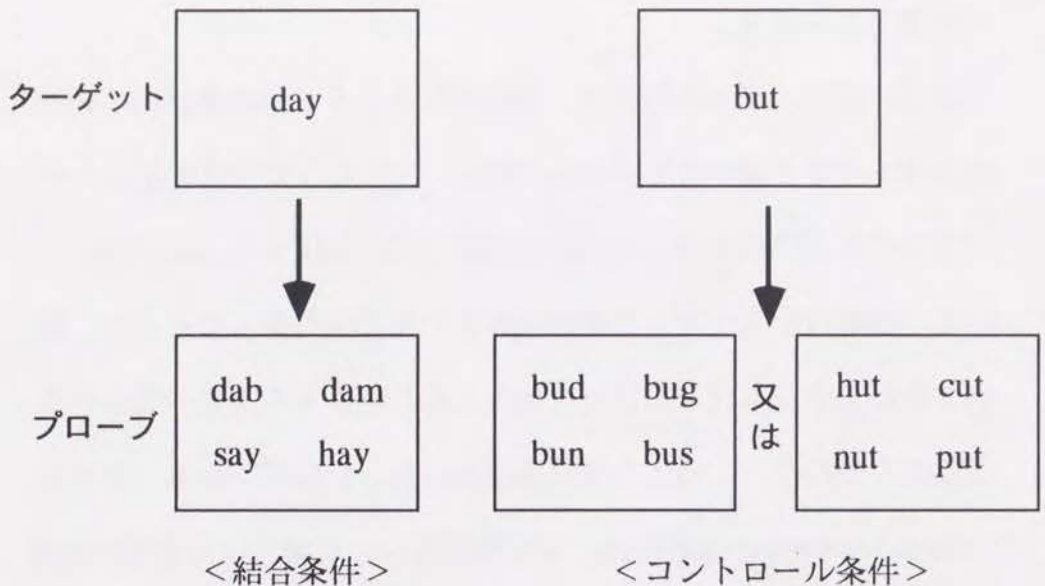 ターゲット
day
but
プローブ
dab dam
say hay
bud bug
bun bus
又は
hut cut
nut put
＜結合条件＞
＜コントロール条件＞